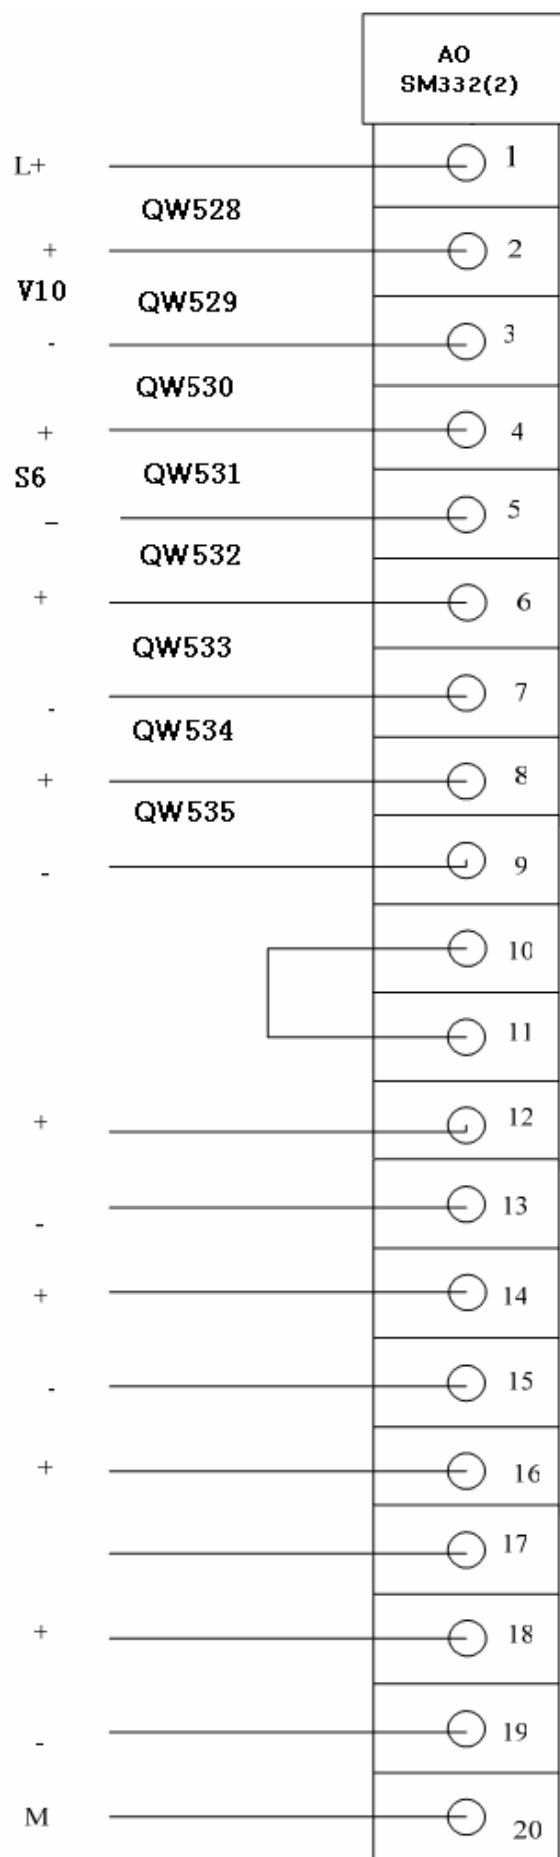 AO
SM332(2)
L+ 1
QW528
+ 2
V10 QW529
- 3
QW530
+ 4
S6 QW531
- 5
QW532
+ 6
QW533
- 7
QW534
+ 8
QW535
- 9
10
11
+ 12
- 13
+ 14
- 15
+ 16
17
+ 18
- 19
M 20